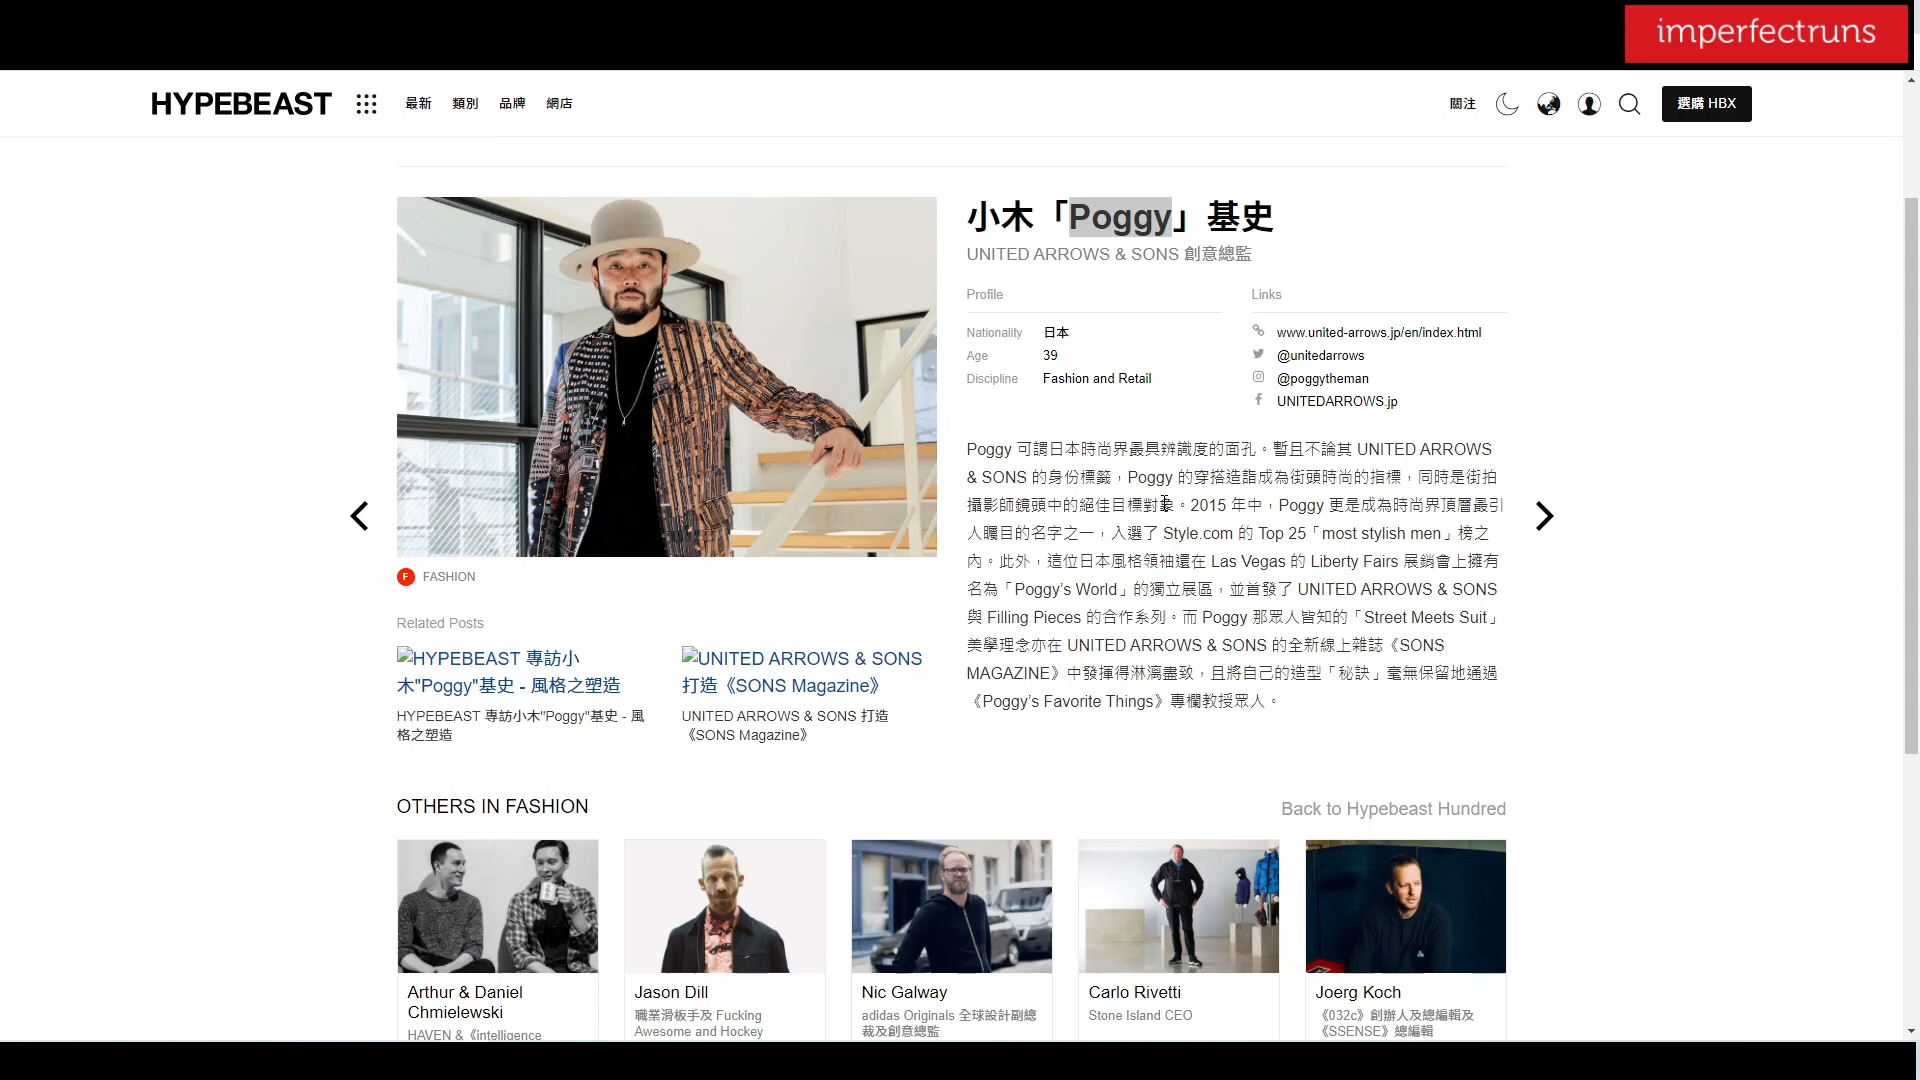 imperfectruns
HYPEBEAST
最新 類別 品牌 網店
關注
選購 HBX
小木「Poggy」基史
UNITED ARROWS & SONS 創意總監
Profile
Nationality 日本
Age 39
Discipline Fashion and Retail
Links
www.united-arrows.jp/en/index.html
@unitedarrows
@poggytheman
UNITEDARROWS.jp
Poggy 可謂日本時尚界最具辨識度的面孔。暫且不論其 UNITED ARROWS
& SONS 的身份標籤，Poggy 的穿搭造詣成為街頭時尚的指標，同時是街拍
攝影師鏡頭中的絕佳目標對象。2015 年中，Poggy 更是成為時尚界頂層最引
人矚目的名字之一，入選了 Style.com 的 Top 25「most stylish men」榜之
內。此外，這位日本風格領袖還在 Las Vegas 的 Liberty Fairs 展銷會上擁有
名為「Poggy’s World」的獨立展區，並首發了 UNITED ARROWS & SONS
與 Filling Pieces 的合作系列。而 Poggy 那眾人皆知的「Street Meets Suit」
美學理念亦在 UNITED ARROWS & SONS 的全新線上雜誌《SONS
MAGAZINE》中發揮得淋漓盡致，且將自己的造型「秘訣」毫無保留地通過
《Poggy’s Favorite Things》專欄教授眾人。
F FASHION
Related Posts
HYPEBEAST 專訪小
木"Poggy"基史 - 風格之塑造
HYPEBEAST 專訪小木"Poggy"基史 - 風
格之塑造
UNITED ARROWS & SONS
打造《SONS Magazine》
UNITED ARROWS & SONS 打造
《SONS Magazine》
OTHERS IN FASHION
Back to Hypebeast Hundred
Arthur & Daniel
Chmielewski
HAVEN & 《intelligence
Jason Dill
職業滑板手及 Fucking
Awesome and Hockey
Nic Galway
adidas Originals 全球設計副總
裁及創意總監
Carlo Rivetti
Stone Island CEO
Joerg Koch
《032c》創辦人及總編輯及
《SSENSE》總編輯